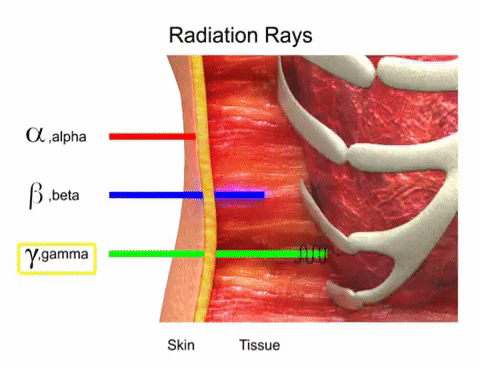 Radiation Rays
α,alpha
β,beta
γ,gamma
Skin Tissue